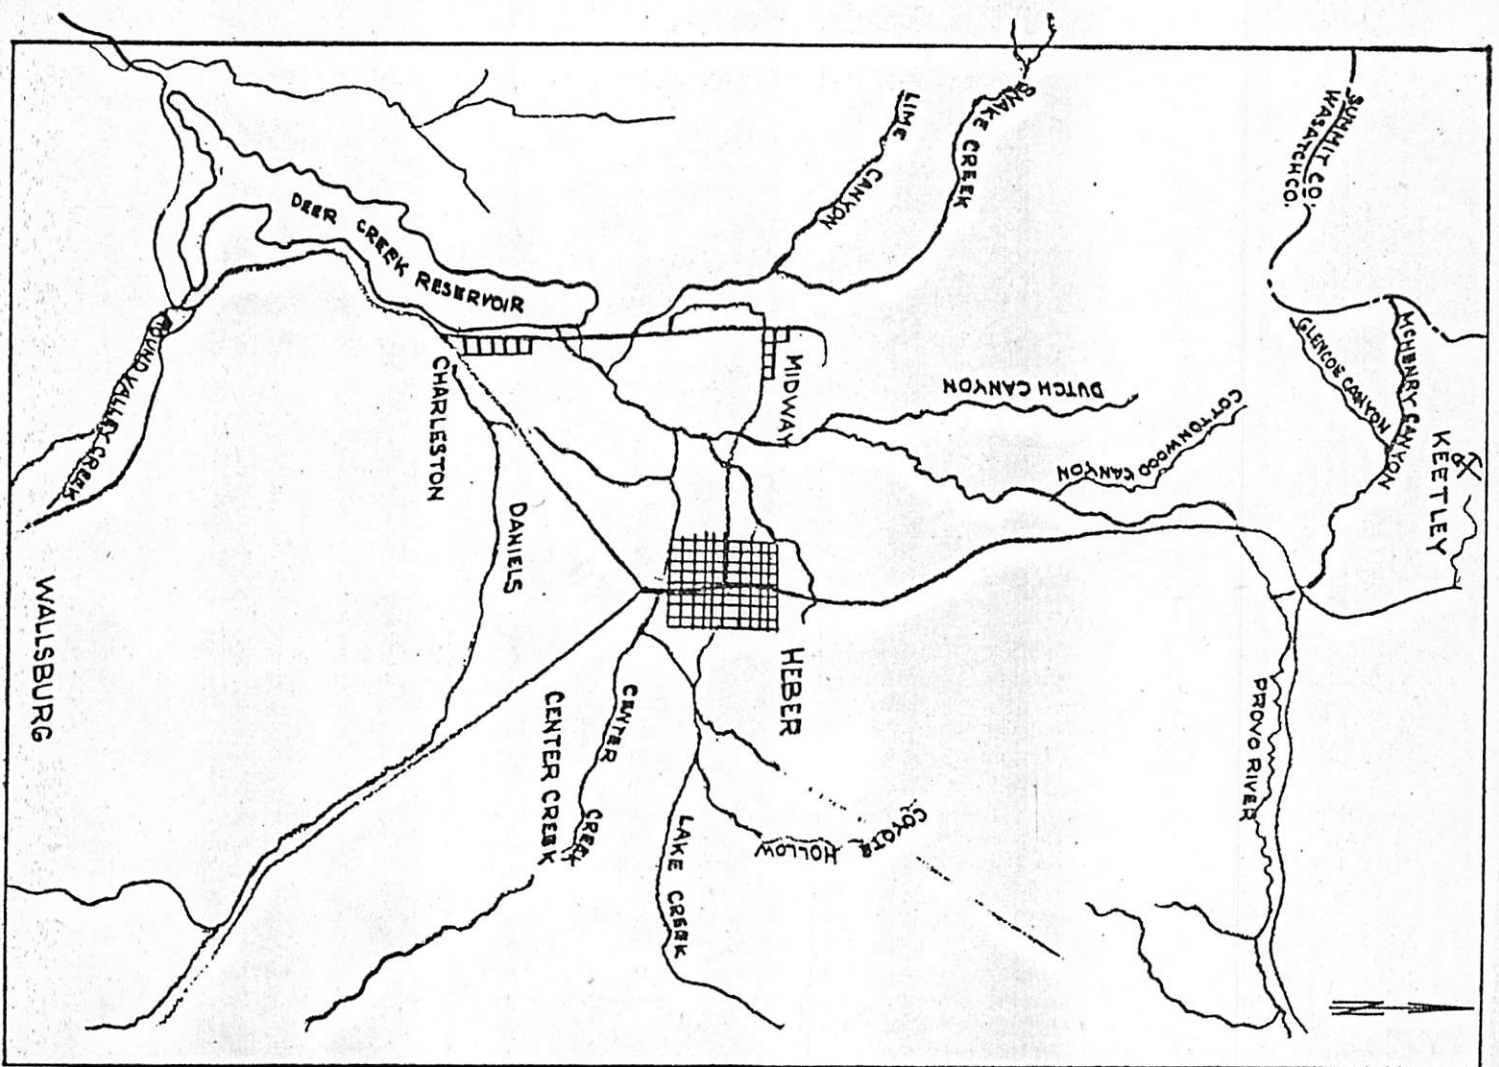 SUMMIT CO.
WASATCH CO.
SNAKE CREEK
LIME CANYON
DEER CREEK RESERVOIR
MCHENRY CANYON
GLENCOE CANYON
KEETLEY
MIDWAY
DUTCH CANYON
COTTONWOOD CANYON
ROUND VALLEY CREEK
CHARLESTON
DANIELS
WALLSBURG
HEBER
PROVO RIVER
CENTER CREEK
CENTER CREEK
LAKE CREEK
COYOTE HOLLOW
N